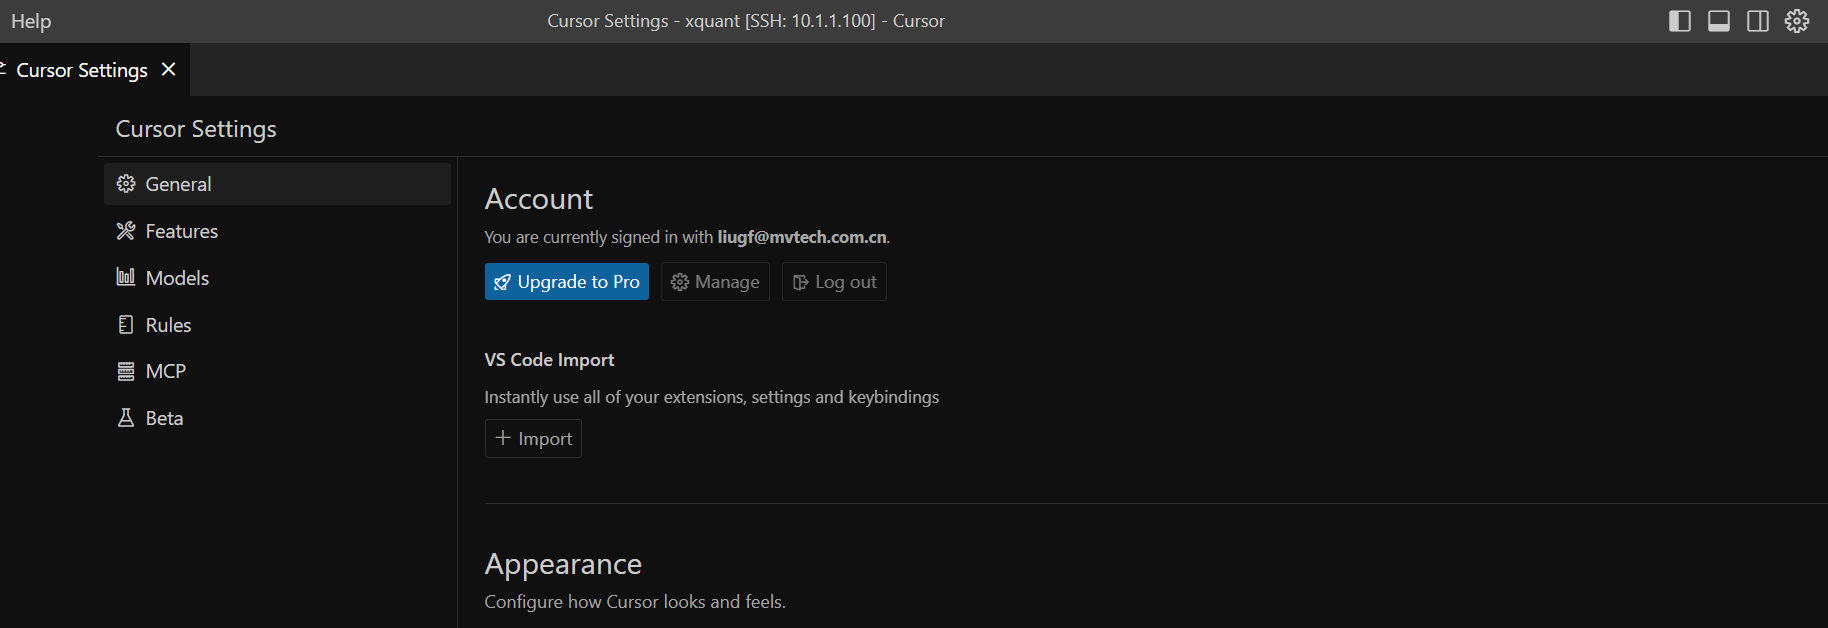 Help
Cursor Settings - xquant [SSH: 10.1.1.100] - Cursor
Cursor Settings
Cursor Settings
General
Features
Models
Rules
MCP
Beta
Account
You are currently signed in with liugf@mvtech.com.cn.
Upgrade to Pro
Manage
Log out
VS Code Import
Instantly use all of your extensions, settings and keybindings
Import
Appearance
Configure how Cursor looks and feels.